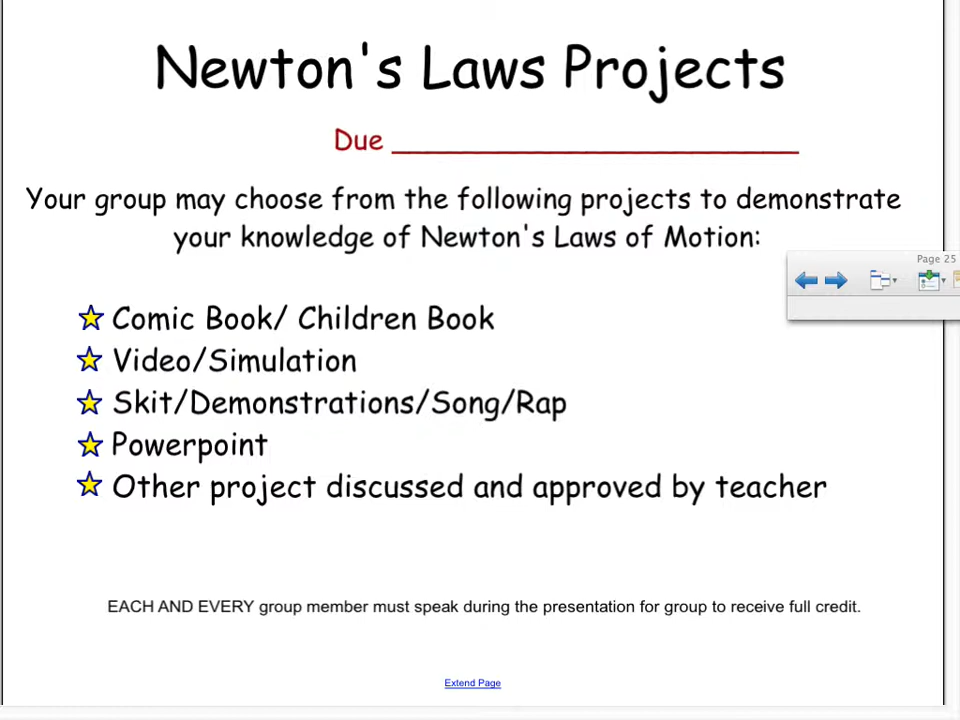 Newton's Laws Projects
Due _______________________
Your group may choose from the following projects to demonstrate
your knowledge of Newton's Laws of Motion:
Page 25
Comic Book/ Children Book
Video/Simulation
Skit/Demonstrations/Song/Rap
Powerpoint
Other project discussed and approved by teacher
EACH AND EVERY group member must speak during the presentation for group to receive full credit.
Extend Page